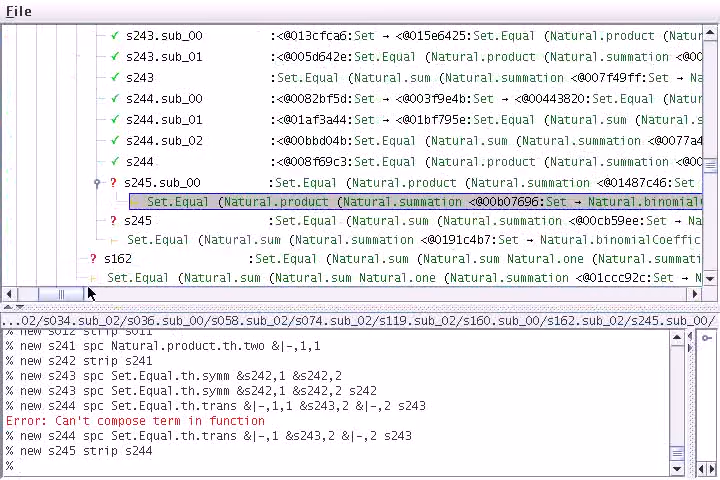 File
✓ s243.sub_00 :<@013cfca6:Set → <@015e6425:Set.Equal (Natural.product (Natu
✓ s243.sub_01 :<@005d642e:Set.Equal (Natural.product (Natural.summation <@0
✓ s243 :Set.Equal (Natural.sum (Natural.summation <@007f49ff:Set → Nat
✓ s244.sub_00 :<@0082bf5d:Set → <@003f9e4b:Set → <@00443820:Set.Equal (Natu
✓ s244.sub_01 :<@01af3a44:Set → <@01bf795e:Set.Equal (Natural.sum (Natural.
✓ s244.sub_02 :<@00bbd04b:Set.Equal (Natural.sum (Natural.summation <@0077a4
✓ s244 :<@008f69c3:Set.Equal (Natural.product (Natural.summation <@0
? s245.sub_00 :Set.Equal (Natural.product (Natural.summation <@01487c46:Set
Set.Equal (Natural.product (Natural.summation <@00b07696:Set → Natural.binomial
? s245 :Set.Equal (Natural.sum (Natural.summation <@00cb59ee:Set → N
Set.Equal (Natural.sum (Natural.summation <@0191c4b7:Set → Natural.binomialCoeffic
? s162 :Set.Equal (Natural.sum (Natural.sum Natural.one (Natural.summation
Set.Equal (Natural.sum (Natural.sum Natural.one (Natural.summation <@01ccc92c:Set → N
...02/s034.sub_02/s036.sub_00/s058.sub_02/s074.sub_02/s119.sub_02/s160.sub_00/s162.sub_02/s245.sub_00/
% new s012 strip s011
% new s241 spc Natural.product.th.two &|-,1,1
% new s242 strip s241
% new s243 spc Set.Equal.th.symm &s242,1 &s242,2
% new s243 spc Set.Equal.th.symm &s242,1 &s242,2 s242
% new s244 spc Set.Equal.th.trans &|-,1,1 &s243,2 &|-,2 s243
Error: Can't compose term in function
% new s244 spc Set.Equal.th.trans &|-,1 &s243,2 &|-,2 s243
% new s245 strip s244
%